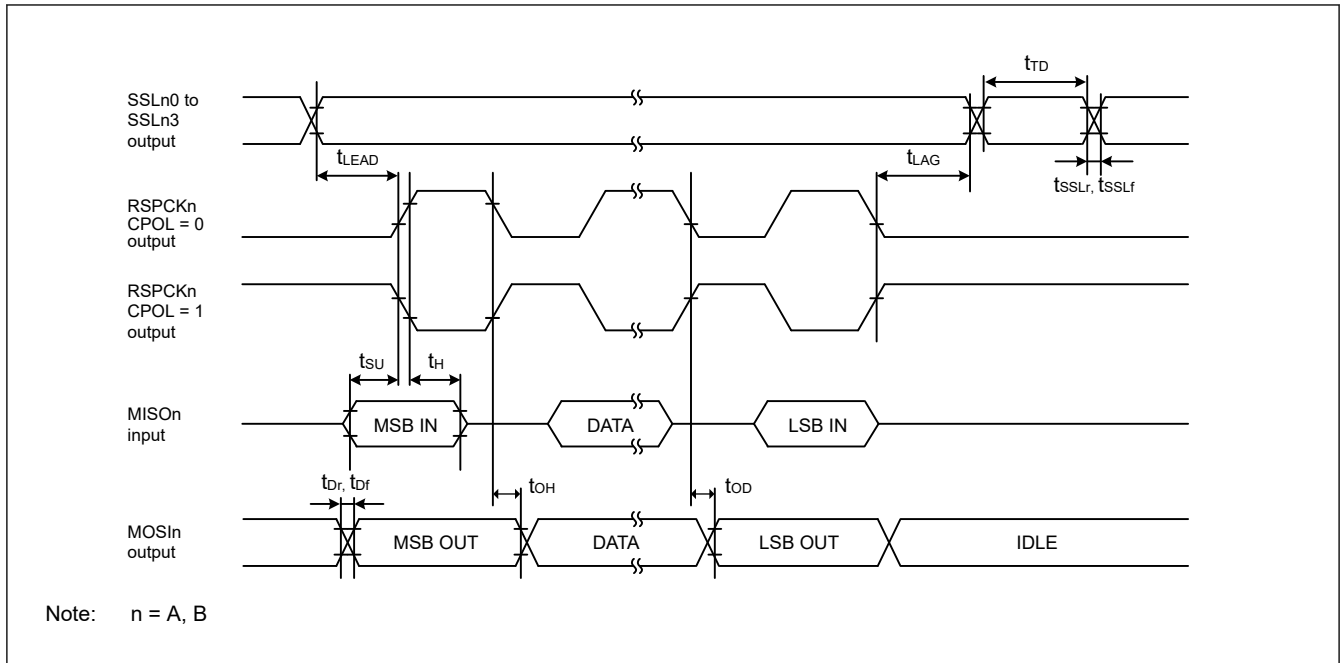 tTD
SSLn0 to
SSLn3
output
tLEAD
tLAG
tSSLr, tSSLf
RSPCKn
CPOL = 0
output
RSPCKn
CPOL = 1
output
tSU
tH
MISOn
input
MSB IN
DATA
LSB IN
tDr, tDf
tOH
tOD
MOSIn
output
MSB OUT
DATA
LSB OUT
IDLE
Note: n = A, B